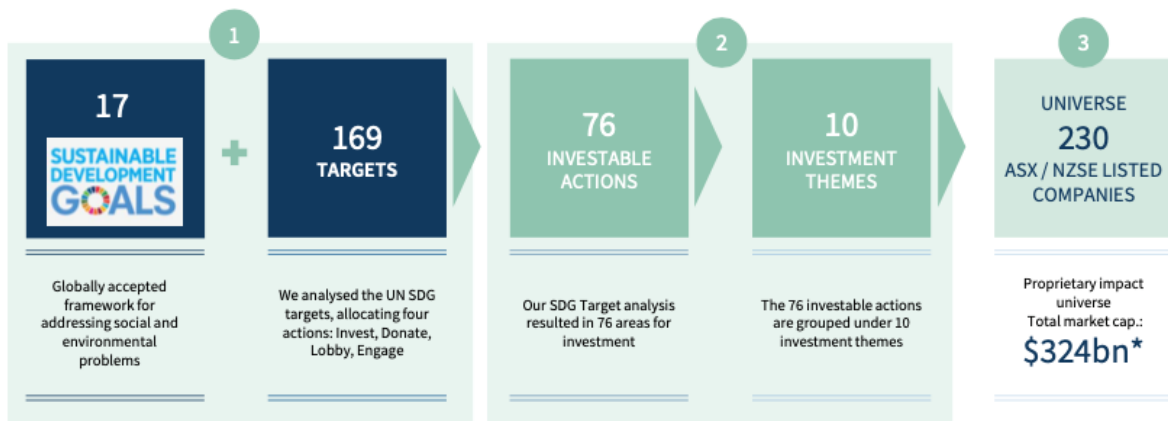 1
17
SUSTAINABLE
DEVELOPMENT
GOALS
Globally accepted
framework for
addressing social and
environmental
problems
+
169
TARGETS
We analysed the UN SDG
targets, allocating four
actions: Invest, Donate,
Lobby, Engage
2
76
INVESTABLE
ACTIONS
Our SDG Target analysis
resulted in 76 areas for
investment
10
INVESTMENT
THEMES
The 76 investable actions
are grouped under 10
investment themes
3
UNIVERSE
230
ASX / NZSE LISTED
COMPANIES
Proprietary impact
universe
Total market cap.:
$324bn*